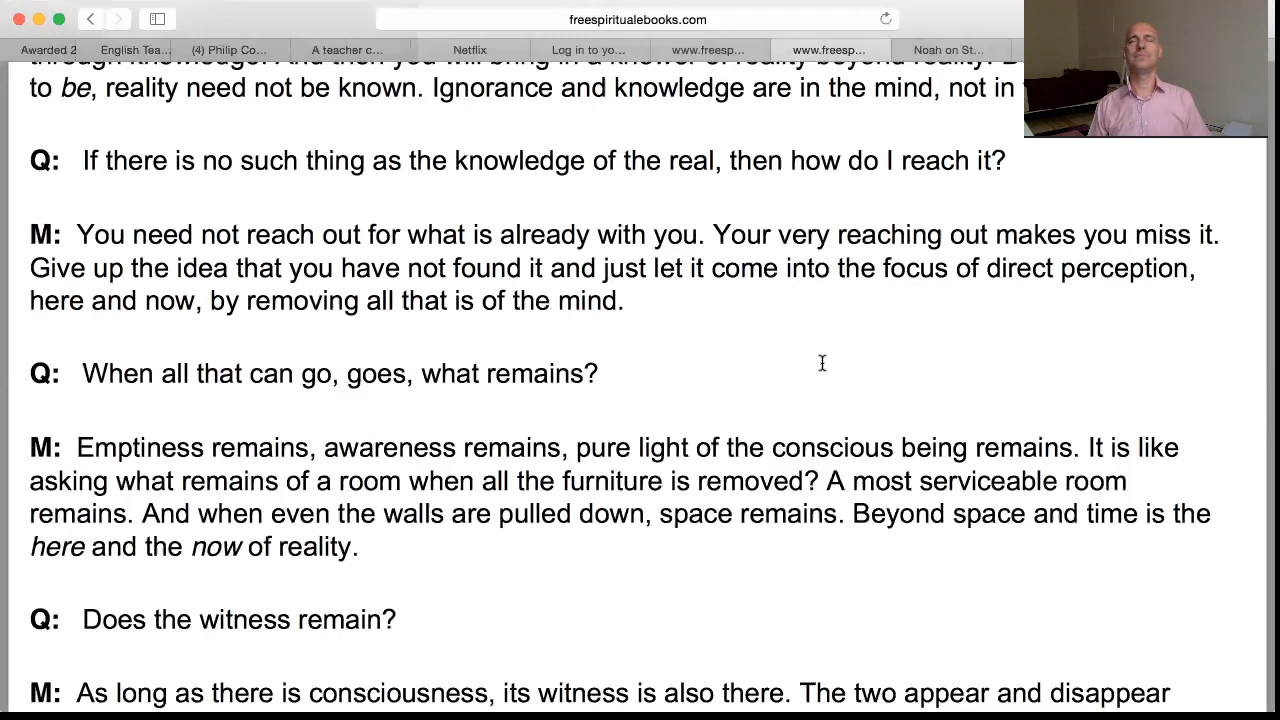 freespiritualebooks.com
Awarded 2
English Tea...
(4) Philip Co...
A teacher c...
Netflix
Log in to yo...
www.freesp...
www.freesp...
Noah on St...
through knowledge
to be, reality need not be known. Ignorance and knowledge are in the mind, not in
Q: If there is no such thing as the knowledge of the real, then how do I reach it?
M: You need not reach out for what is already with you. Your very reaching out makes you miss it.
Give up the idea that you have not found it and just let it come into the focus of direct perception,
here and now, by removing all that is of the mind.
Q: When all that can go, goes, what remains?
M: Emptiness remains, awareness remains, pure light of the conscious being remains. It is like
asking what remains of a room when all the furniture is removed? A most serviceable room
remains. And when even the walls are pulled down, space remains. Beyond space and time is the
here and the now of reality.
Q: Does the witness remain?
M: As long as there is consciousness, its witness is also there. The two appear and disappear